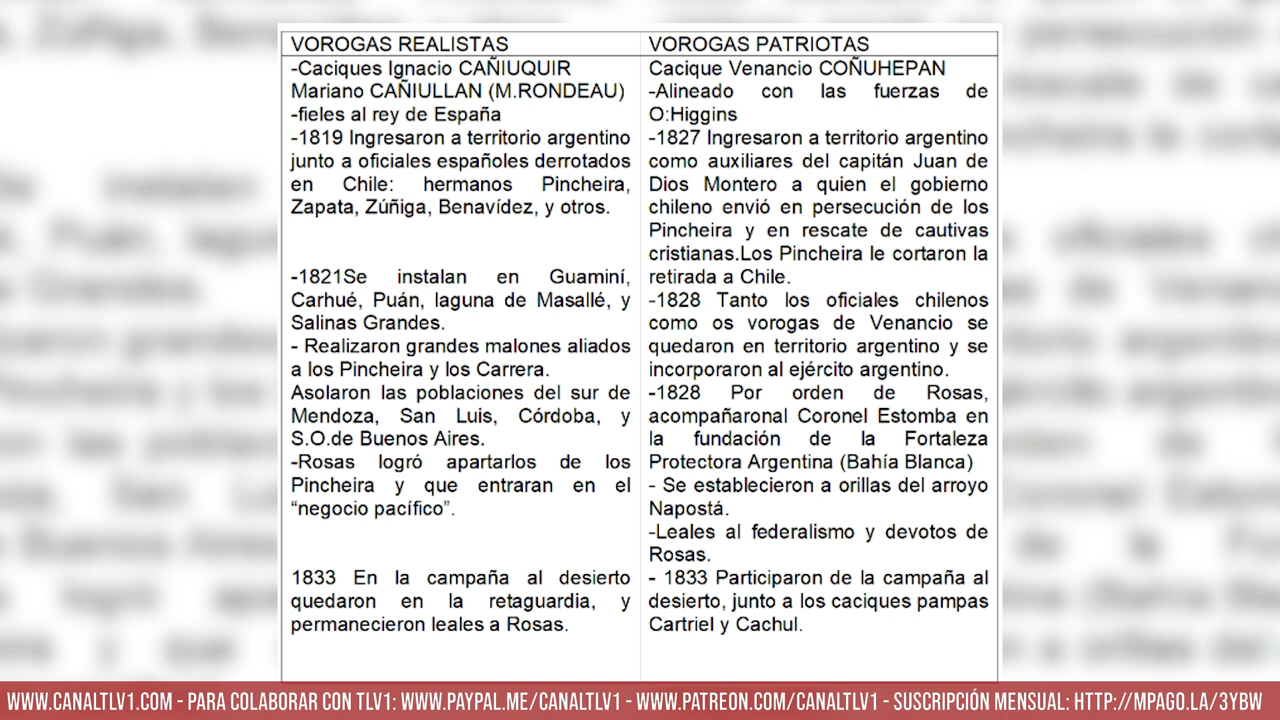 VOROGAS REALISTAS
-Caciques Ignacio CAÑIUQUIR
Mariano CAÑIULLAN (M.RONDEAU)
-fieles al rey de España
-1819 Ingresaron a territorio argentino
junto a oficiales españoles derrotados
en Chile: hermanos Pincheira,
Zapata, Zúñiga, Benavídez, y otros.
-1821Se instalan en Guaminí,
Carhué, Puán, laguna de Masallé, y
Salinas Grandes.
- Realizaron grandes malones aliados
a los Pincheira y los Carrera.
Asolaron las poblaciones del sur de
Mendoza, San Luis, Córdoba, y
S.O.de Buenos Aires.
-Rosas logró apartarlos de los
Pincheira y que entraran en el
“negocio pacífico”.
1833 En la campaña al desierto
quedaron en la retaguardia, y
permanecieron leales a Rosas.
VOROGAS PATRIOTAS
Cacique Venancio COÑUHEPAN
-Alineado con las fuerzas de
O:Higgins
-1827 Ingresaron a territorio argentino
como auxiliares del capitán Juan de
Dios Montero a quien el gobierno
chileno envió en persecución de los
Pincheira y en rescate de cautivas
cristianas.Los Pincheira le cortaron la
retirada a Chile.
-1828 Tanto los oficiales chilenos
como os vorogas de Venancio se
quedaron en territorio argentino y se
incorporaron al ejército argentino.
-1828 Por orden de Rosas,
acompañaronal Coronel Estomba en
la fundación de la Fortaleza
Protectora Argentina (Bahía Blanca)
- Se establecieron a orillas del arroyo
Napostá.
-Leales al federalismo y devotos de
Rosas.
- 1833 Participaron de la campaña al
desierto, junto a los caciques pampas
Cartriel y Cachul.
WWW.CANALTLV1.COM - PARA COLABORAR CON TLV1: WWW.PAYPAL.ME/CANALTLV1 - WWW.PATREON.COM/CANALTLV1 - SUSCRIPCIÓN MENSUAL: HTTP://MPAGO.LA/3YBW